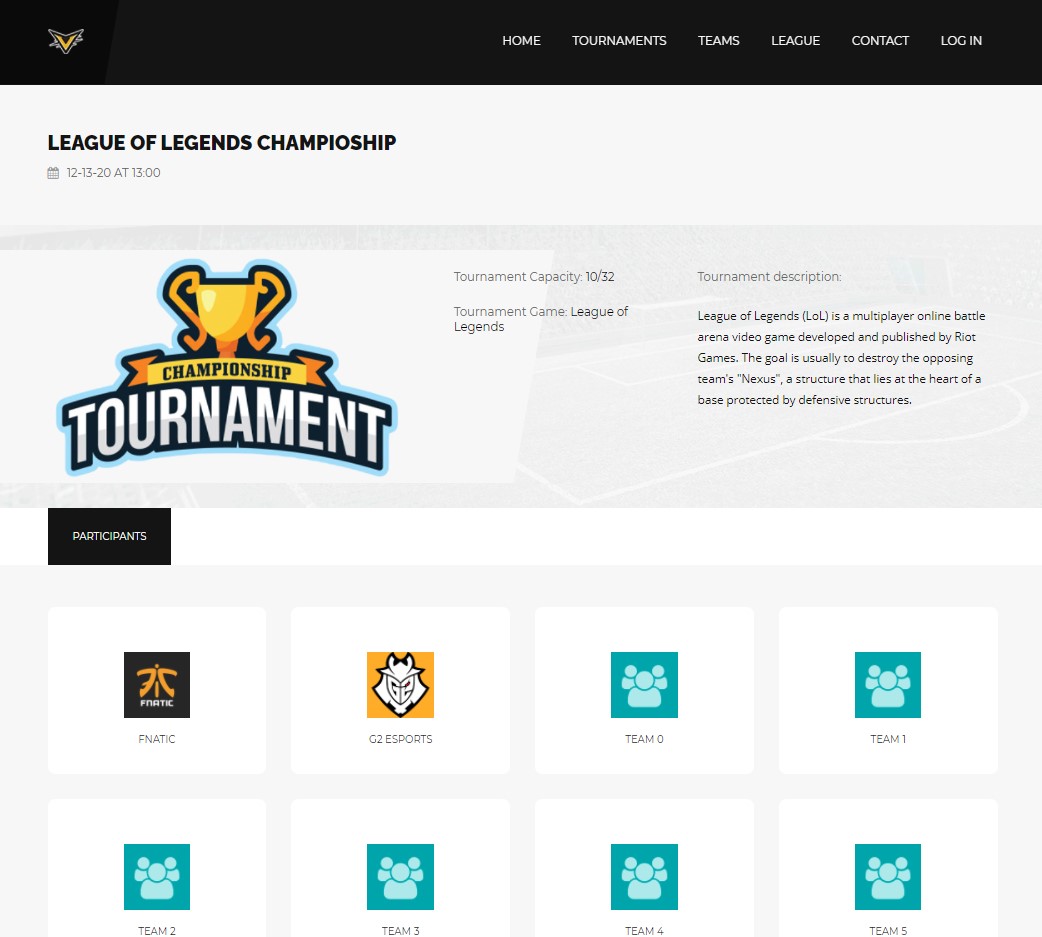 HOME TOURNAMENTS TEAMS LEAGUE CONTACT LOG IN
LEAGUE OF LEGENDS CHAMPIOSHIP
12-13-20 AT 13:00
CHAMPIONSHIP
TOURNAMENT
Tournament Capacity: 10/32
Tournament Game: League of
Legends
Tournament description:
League of Legends (LoL) is a multiplayer online battle
arena video game developed and published by Riot
Games. The goal is usually to destroy the opposing
team's "Nexus", a structure that lies at the heart of a
base protected by defensive structures.
PARTICIPANTS
FNATIC
FNATIC
G2 ESPORTS
TEAM 0
TEAM 1
TEAM 2
TEAM 3
TEAM 4
TEAM 5